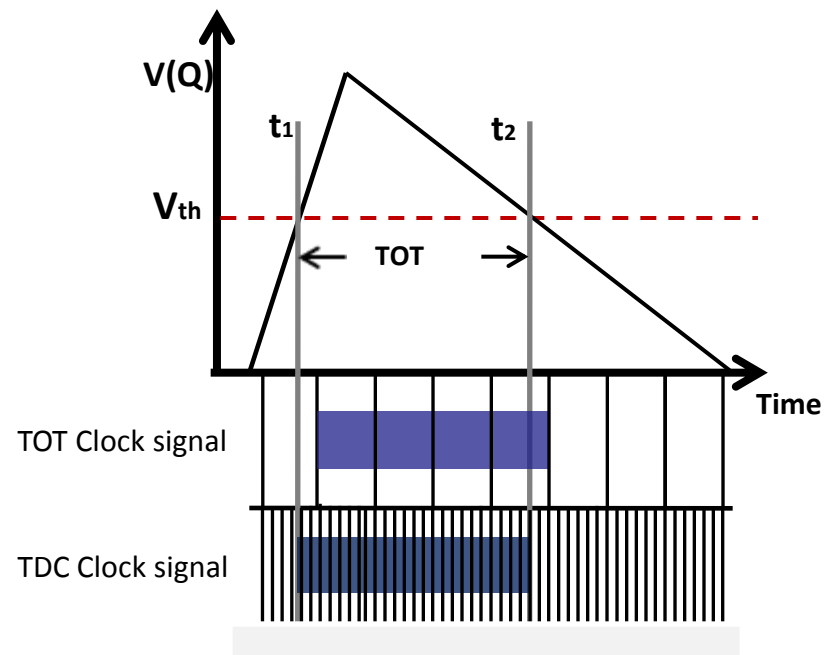 V(Q)
t1
t2
Vth
TOT
Time
TOT Clock signal
TDC Clock signal